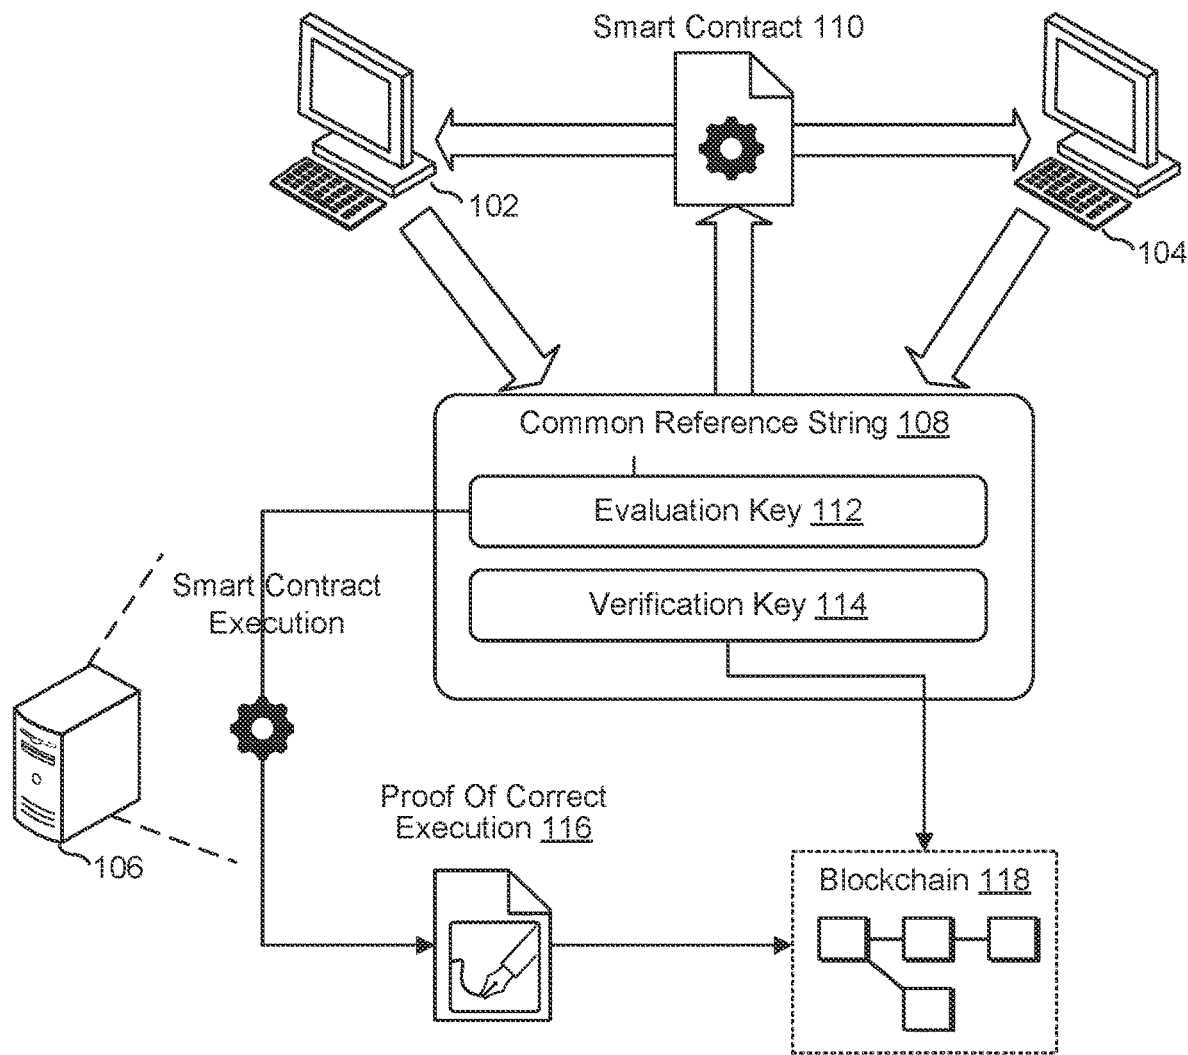 Smart Contract 110
102
104
Common Reference String 108
Evaluation Key 112
Smart Contract
Execution
Verification Key 114
Proof Of Correct
Execution 116
106
Blockchain 118